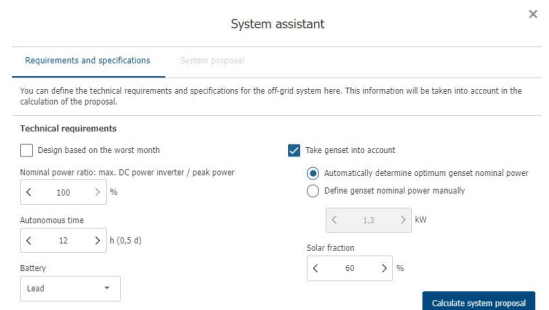 System assistant
Requirements and specifications
System proposal
You can define the technical requirements and specifications for the off-grid system here. This information will be taken into account in the
calculation of the proposal.
Technical requirements
Design based on the worst month
Nominal power ratio: max. DC power inverter / peak power
100 %
Autonomous time
12 h (0,5 d)
Battery
Lead
Take genset into account
Automatically determine optimum genset nominal power
Define genset nominal power manually
1,3 kW
Solar fraction
60 %
Calculate system proposal